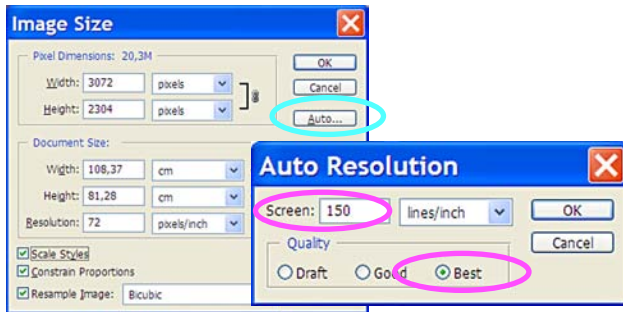 Image Size
Pixel Dimensions: 20,3M
Width: 3072 pixels
Height: 2304 pixels
OK
Cancel
Auto...
Document Size:
Width: 108,37 cm
Height: 81,28 cm
Resolution: 72 pixels/inch
Scale Styles
Constrain Proportions
Resample Image: Bicubic
Auto Resolution
Screen: 150 lines/inch
OK
Cancel
Quality
Draft Good Best